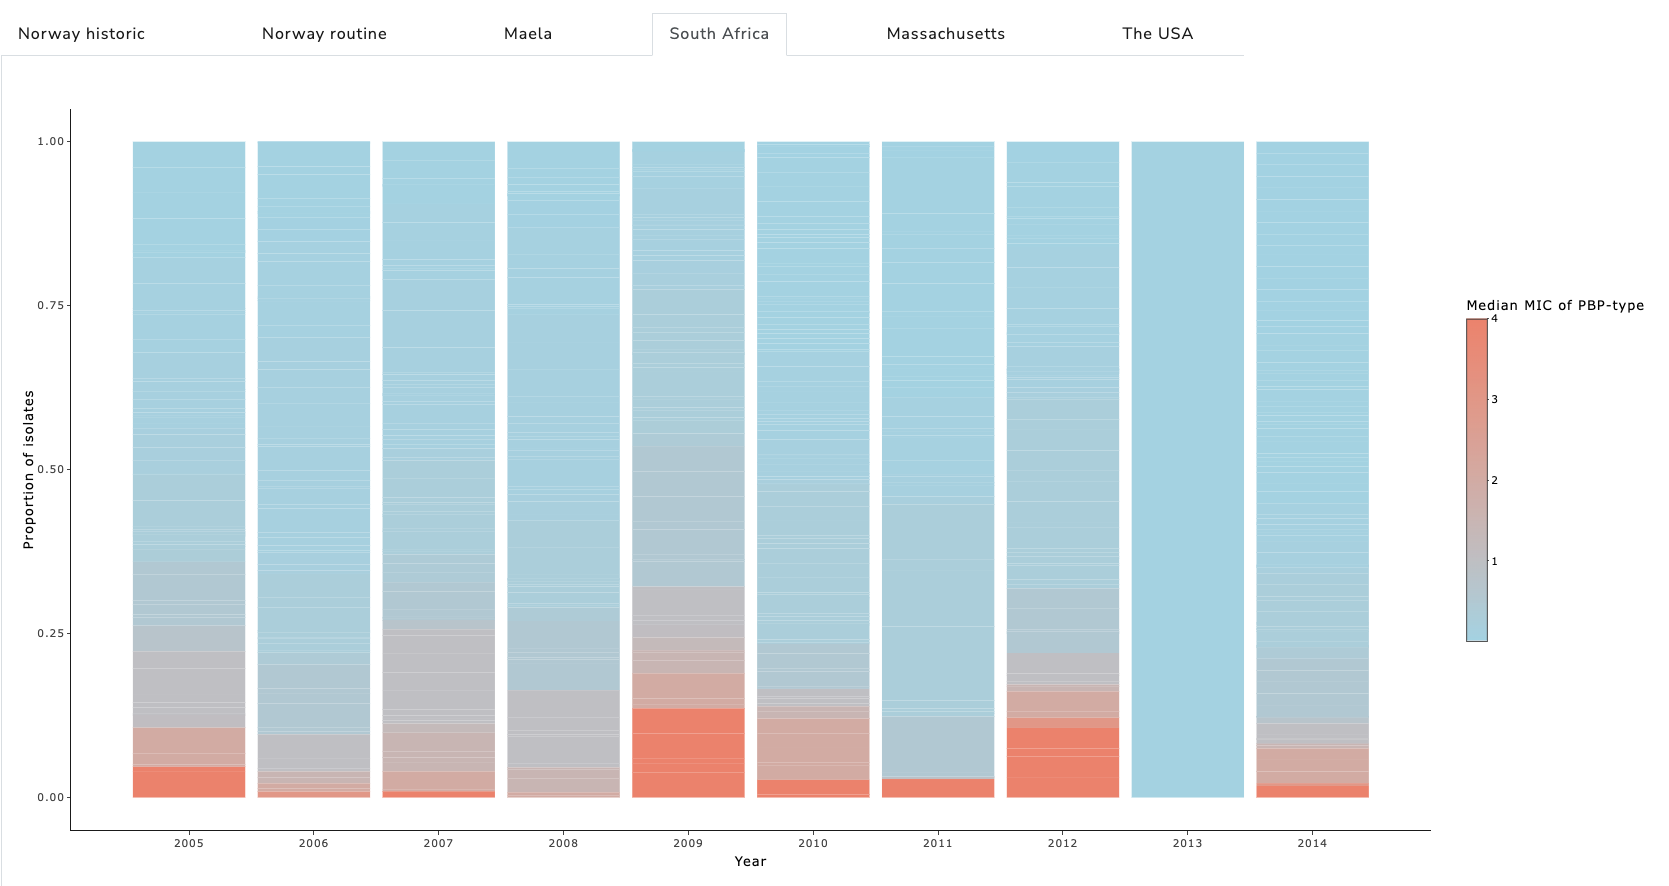 Norway historic Norway routine Maela South Africa Massachusetts The USA
1.00
0.75
0.50
0.25
0.00
Proportion of isolates
2005 2006 2007 2008 2009 2010 2011 2012 2013 2014
Year
Median MIC of PBP-type
4
3
2
1